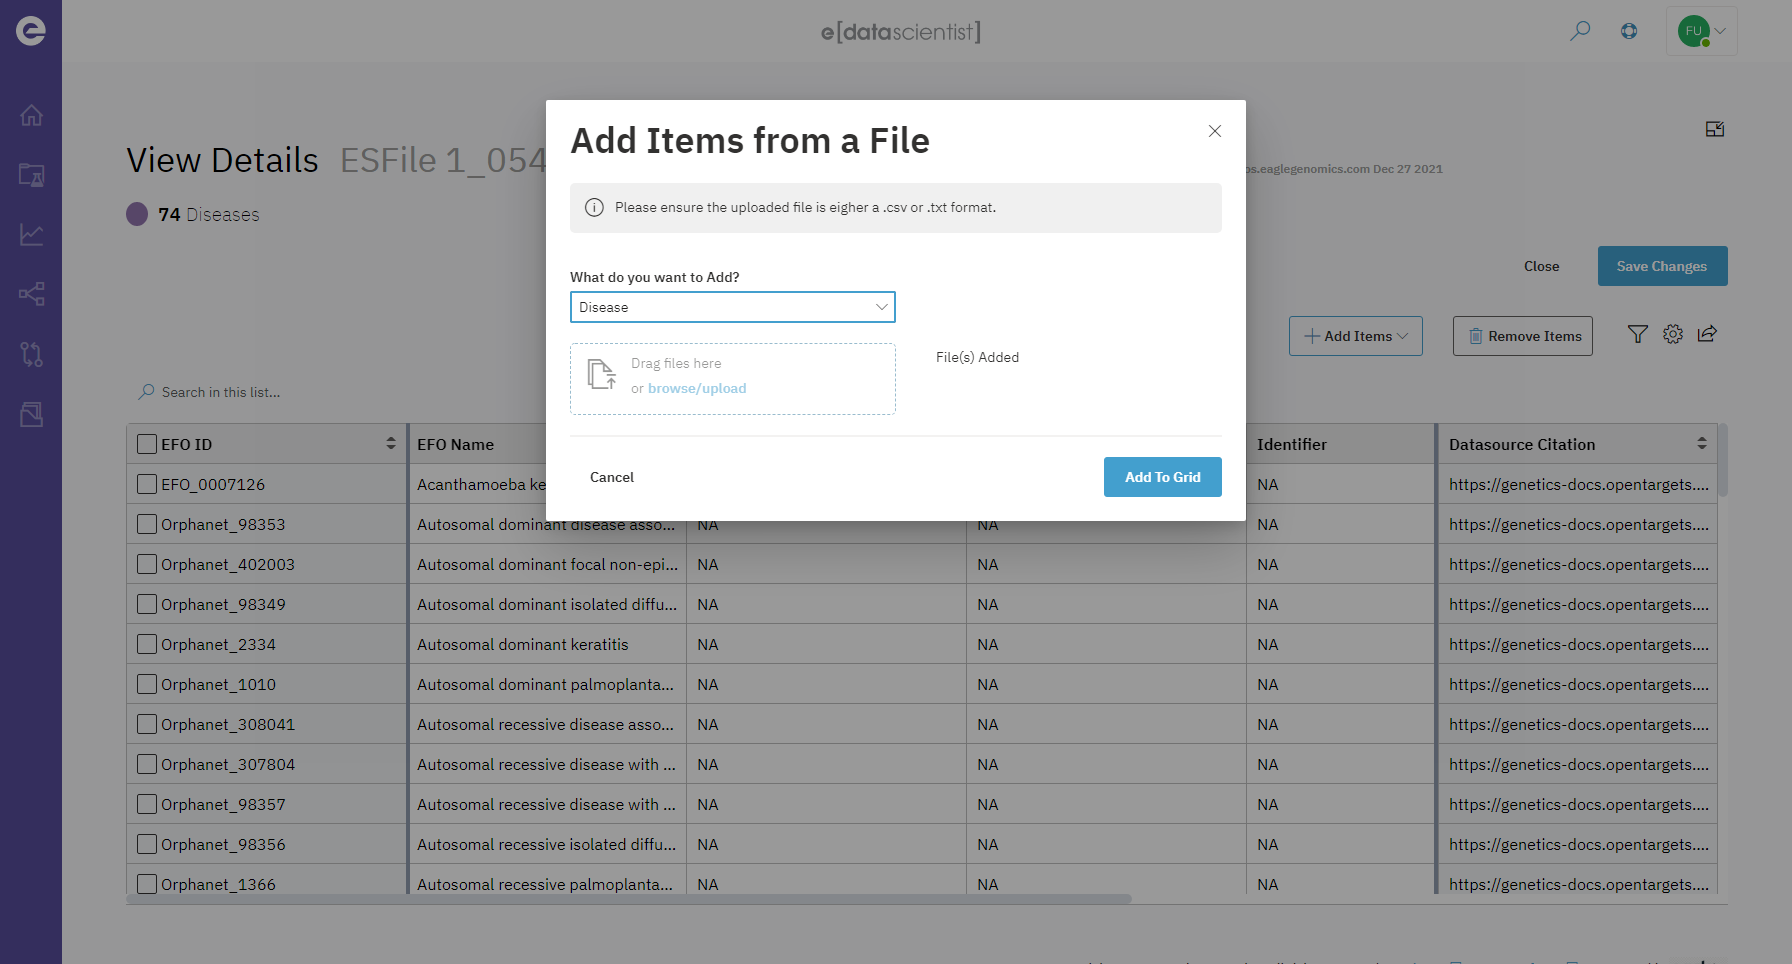 e[datascientist]
FU
View Details ESFile 1_054
os.eaglegenomics.com Dec 27 2021
74 Diseases
Add Items from a File
Please ensure the uploaded file is eigher a .csv or .txt format.
What do you want to Add?
Disease
Drag files here
or browse/upload
File(s) Added
Cancel
Add To Grid
Close
Save Changes
Add Items
Remove Items
Search in this list...
EFO ID EFO Name Identifier Datasource Citation
EFO_0007126 Acanthamoeba ke NA https://genetics-docs.opentargets....
Orphanet_98353 Autosomal dominant disease asso... NA NA NA https://genetics-docs.opentargets....
Orphanet_402003 Autosomal dominant focal non-epi... NA NA NA https://genetics-docs.opentargets....
Orphanet_98349 Autosomal dominant isolated diffu... NA NA NA https://genetics-docs.opentargets....
Orphanet_2334 Autosomal dominant keratitis NA NA NA https://genetics-docs.opentargets....
Orphanet_1010 Autosomal dominant palmoplanta... NA NA NA https://genetics-docs.opentargets....
Orphanet_308041 Autosomal recessive disease asso... NA NA NA https://genetics-docs.opentargets....
Orphanet_307804 Autosomal recessive disease with ... NA NA NA https://genetics-docs.opentargets....
Orphanet_98357 Autosomal recessive disease with ... NA NA NA https://genetics-docs.opentargets....
Orphanet_98356 Autosomal recessive isolated diffu... NA NA NA https://genetics-docs.opentargets....
Orphanet_1366 Autosomal recessive palmoplanta... NA NA NA https://genetics-docs.opentargets....